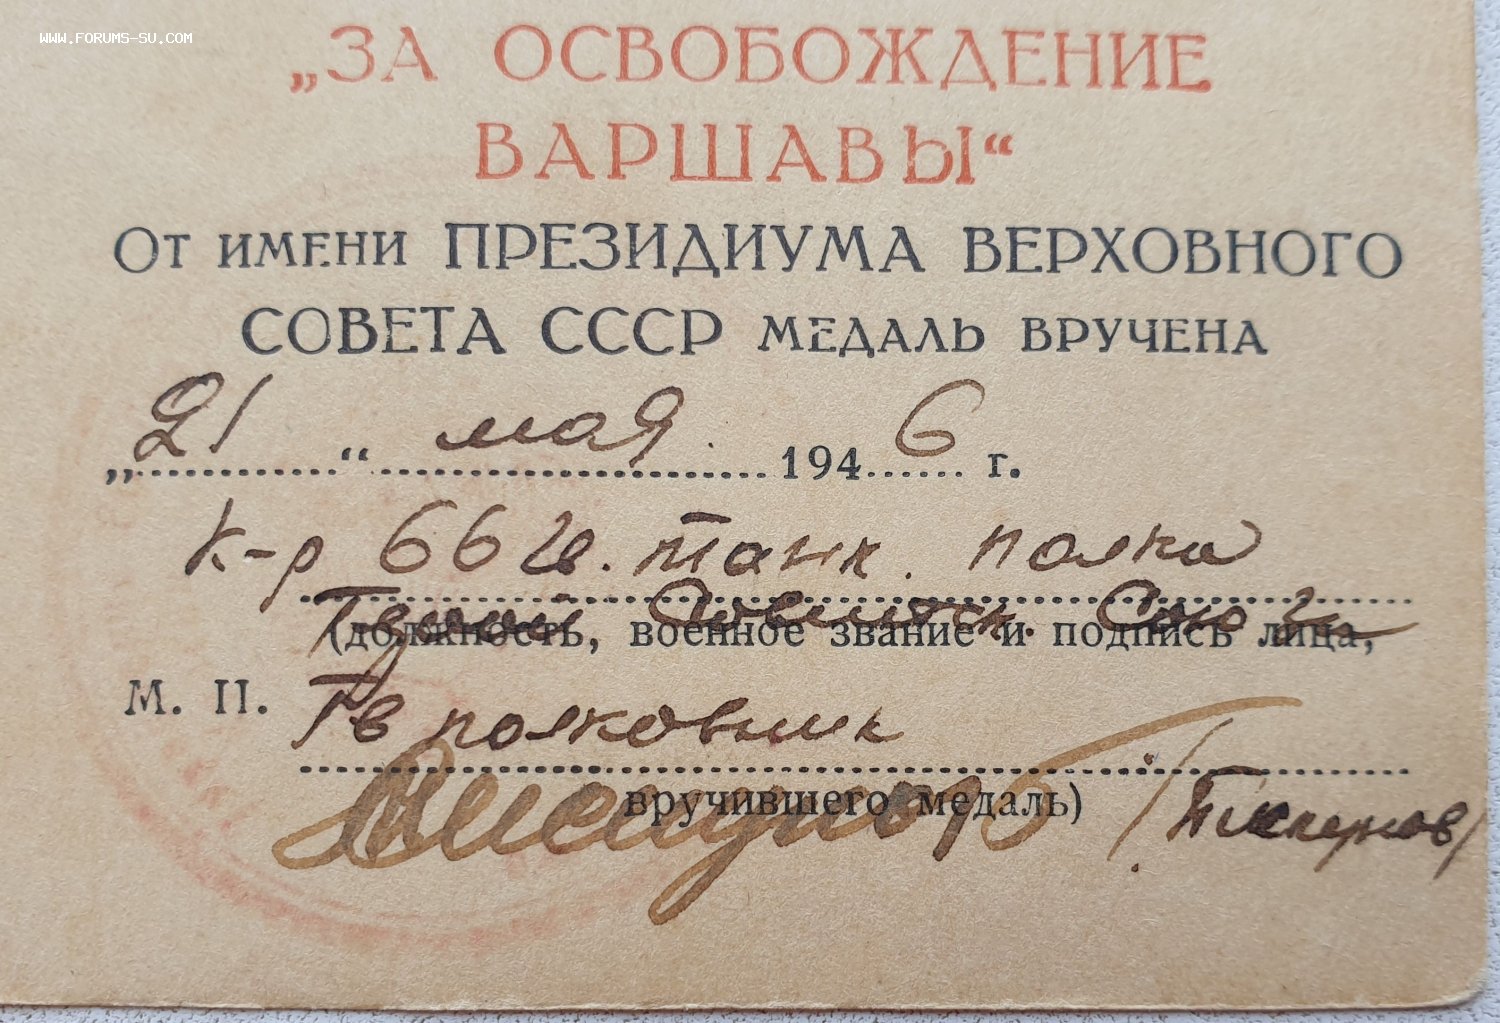 WWW.FORUMS-SU.COM
„ЗА ОСВОБОЖДЕНИЕ
ВАРШАВЫ“
От имени ПРЕЗИДИУМА ВЕРХОВНОГО
СОВЕТА СССР медаль вручена
„21“ мая 1946 г.
К-р 66 гв. танк. полка
Герой Советск. Союза
(должность, военное звание и подпись лица,
М. П. Гв полковник
вручившего медаль)